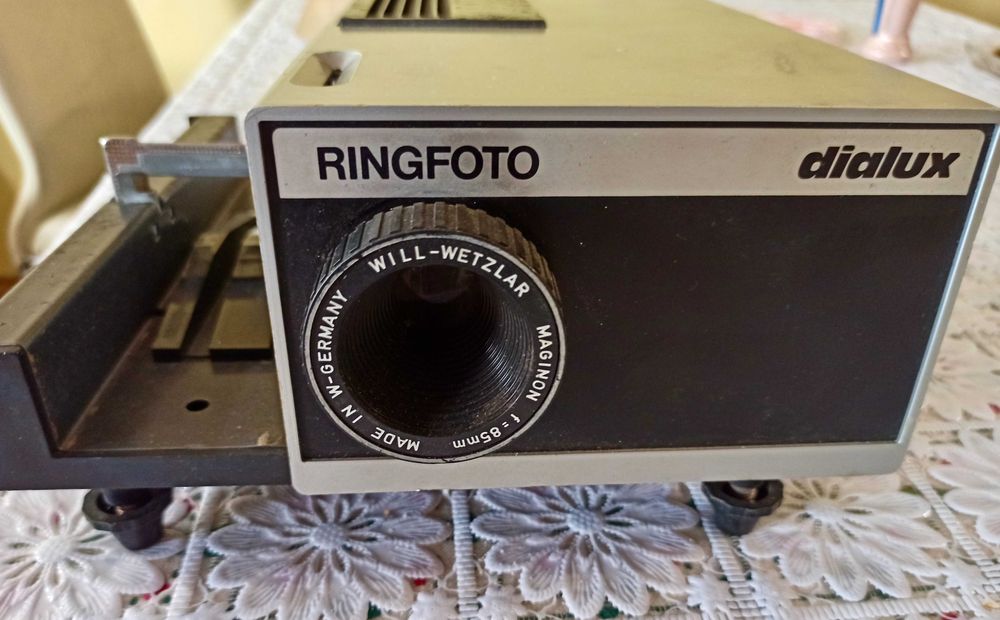 RINGFOTO
dialux
WILL-WETZLAR
MAGINON f=85mm
MADE IN W-GERMANY